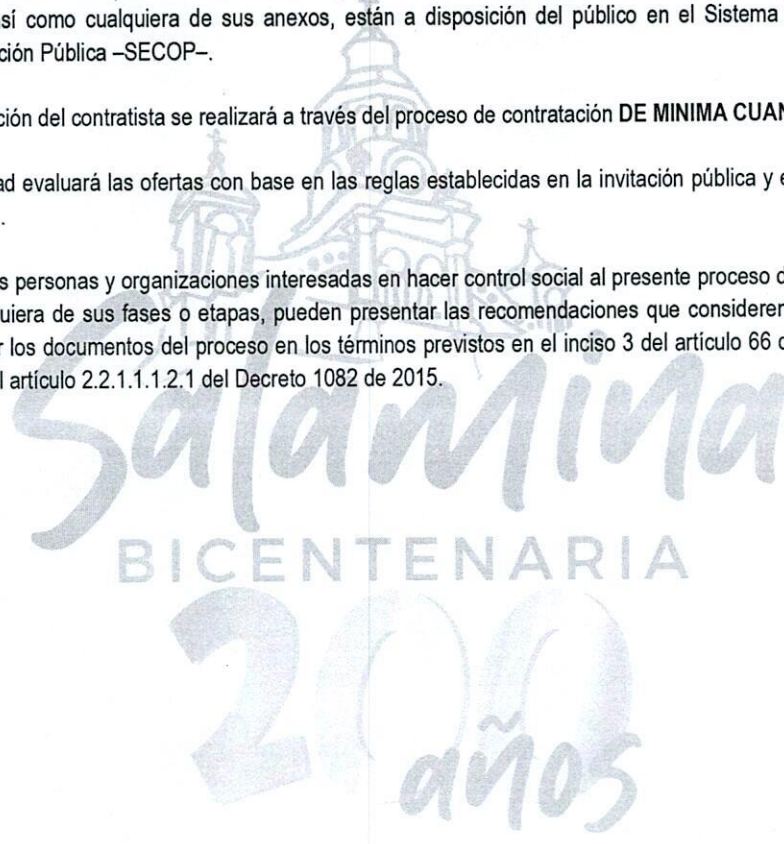 sí como cualquiera de sus anexos, están a disposición del público en el Sistema
ción Pública –SECOP–.
ción del contratista se realizará a través del proceso de contratación DE MINIMA CUAN
ad evaluará las ofertas con base en las reglas establecidas en la invitación pública y e
.
s personas y organizaciones interesadas en hacer control social al presente proceso d
uiera de sus fases o etapas, pueden presentar las recomendaciones que consideren
r los documentos del proceso en los términos previstos en el inciso 3 del artículo 66 d
l artículo 2.2.1.1.1.2.1 del Decreto 1082 de 2015.
Salamina
BICENTENARIA
200
años